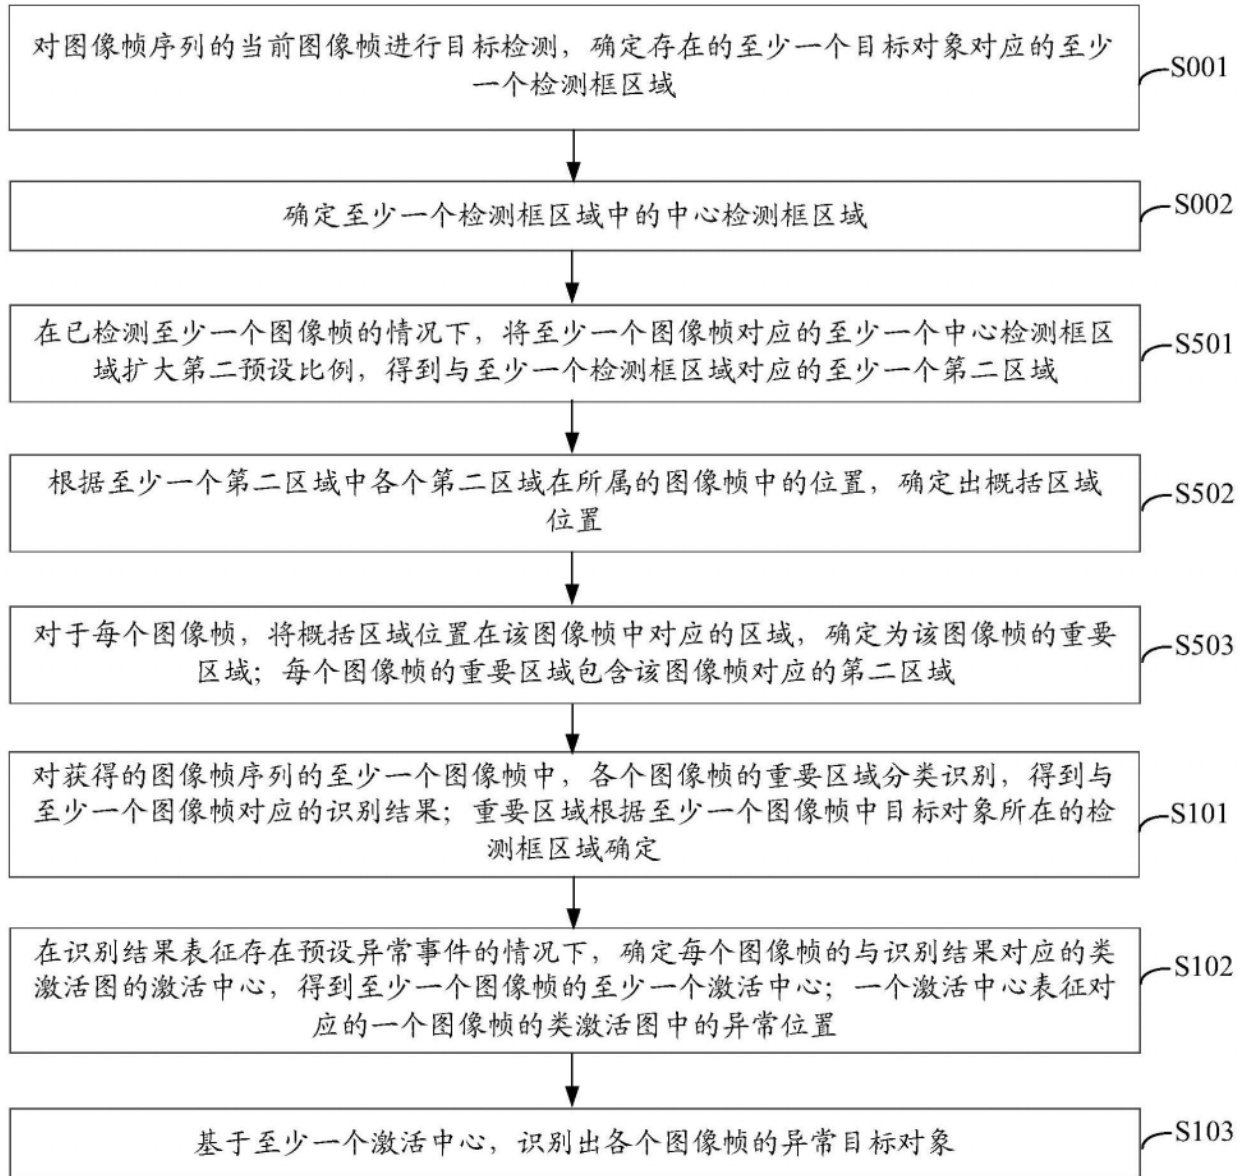 对图像帧序列的当前图像帧进行目标检测，确定存在的至少一个目标对象对应的至少
一个检测框区域
S001
确定至少一个检测框区域中的中心检测框区域
S002
在已检测至少一个图像帧的情况下，将至少一个图像帧对应的至少一个中心检测框区
域扩大第二预设比例，得到与至少一个检测框区域对应的至少一个第二区域
S501
根据至少一个第二区域中各个第二区域在所属的图像帧中的位置，确定出概括区域
位置
S502
对于每个图像帧，将概括区域位置在该图像帧中对应的区域，确定为该图像帧的重要
区域；每个图像帧的重要区域包含该图像帧对应的第二区域
S503
对获得的图像帧序列的至少一个图像帧中，各个图像帧的重要区域分类识别，得到与
至少一个图像帧对应的识别结果；重要区域根据至少一个图像帧中目标对象所在的检
测框区域确定
S101
在识别结果表征存在预设异常事件的情况下，确定每个图像帧的与识别结果对应的类
激活图的激活中心，得到至少一个图像帧的至少一个激活中心；一个激活中心表征对
应的一个图像帧的类激活图中的异常位置
S102
基于至少一个激活中心，识别出各个图像帧的异常目标对象
S103